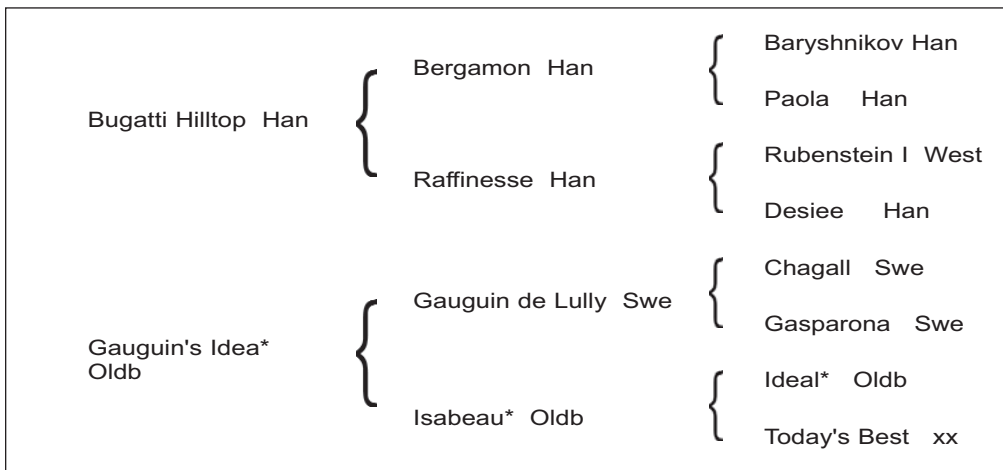 Bugatti Hilltop Han
Bergamon Han
Baryshnikov Han
Paola Han
Raffinesse Han
Rubenstein I West
Desiee Han
Gauguin's Idea*
Oldb
Gauguin de Lully Swe
Chagall Swe
Gasparona Swe
Isabeau* Oldb
Ideal* Oldb
Today's Best xx